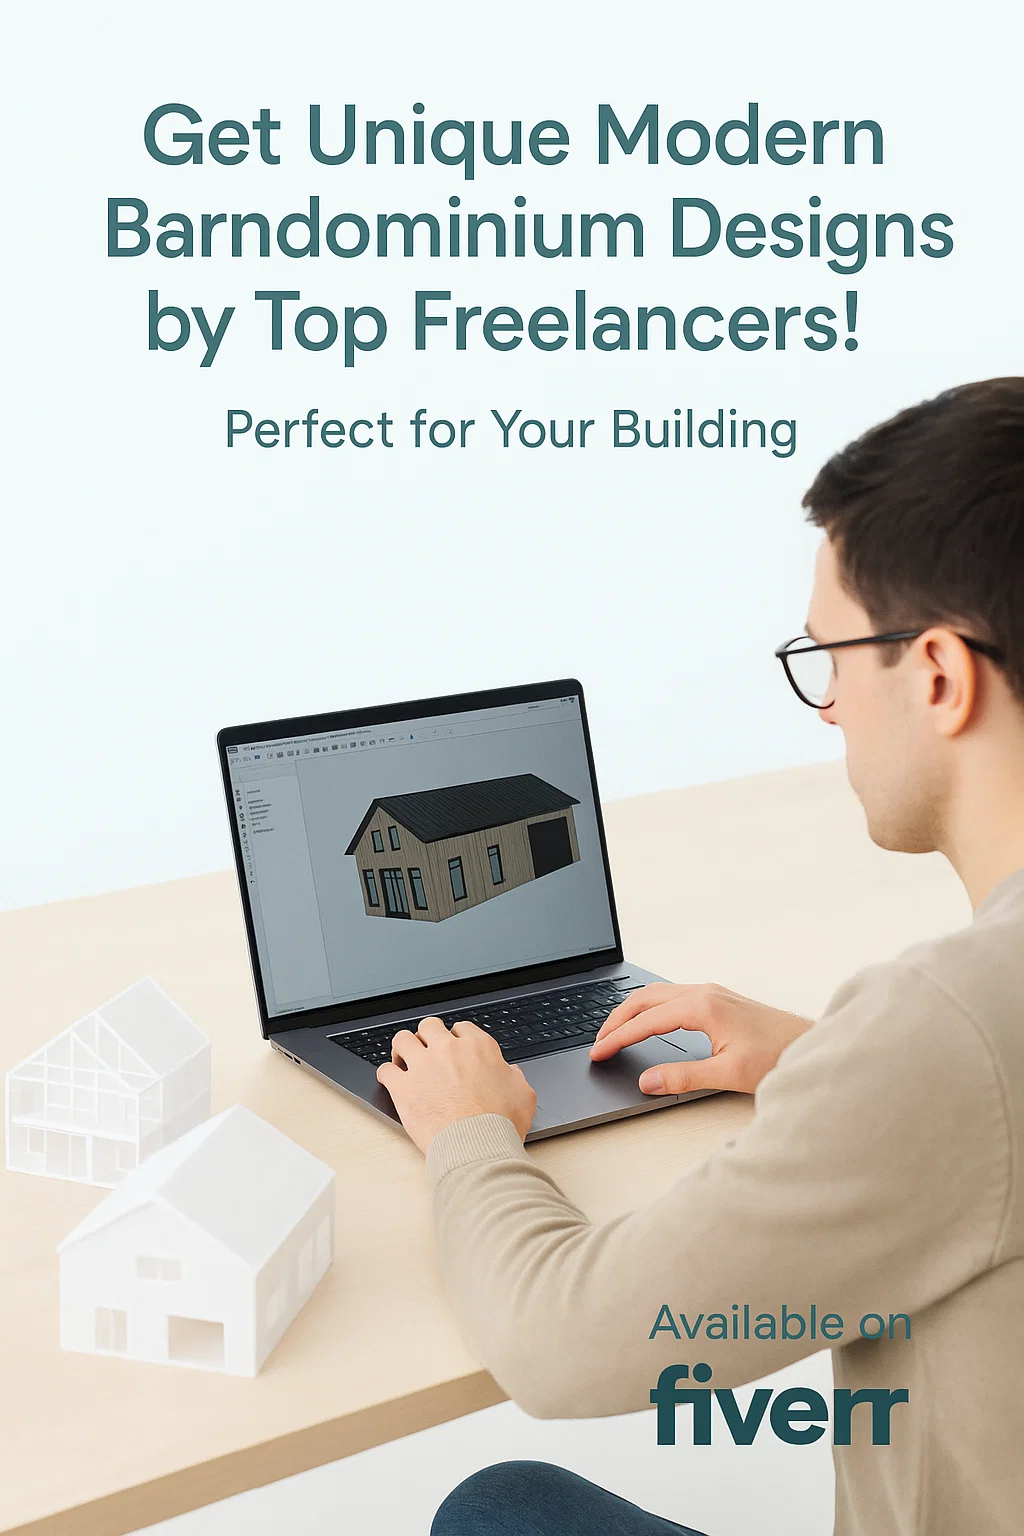 Get Unique Modern
Barndominium Designs
by Top Freelancers!
Perfect for Your Building
Available on
fiverr